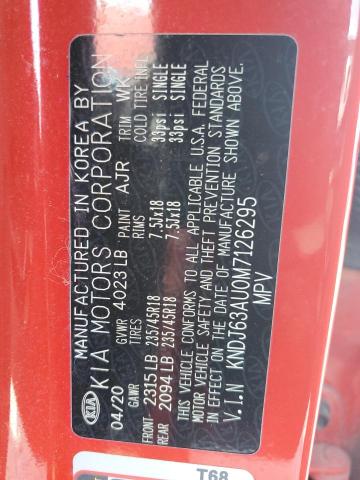 MANUFACTURED IN KOREA BY
KIA KIA MOTORS CORPORATION
04/20 GVWR 4023 LB PAINT AJR TRIM WK
GAWR TIRES RIMS COLD TIRE INFL.
FRONT 2315 LB 235/45R18 7.5Jx18 33psi SINGLE
REAR 2094 LB 235/45R18 7.5Jx18 33psi SINGLE
THIS VEHICLE CONFORMS TO ALL APPLICABLE U.S.A. FEDERAL
MOTOR VEHICLE SAFETY AND THEFT PREVENTION STANDARDS
IN EFFECT ON THE DATE OF MANUFACTURE SHOWN ABOVE.
V.I.N KNDJ63AU0M7126295
MPV
T68